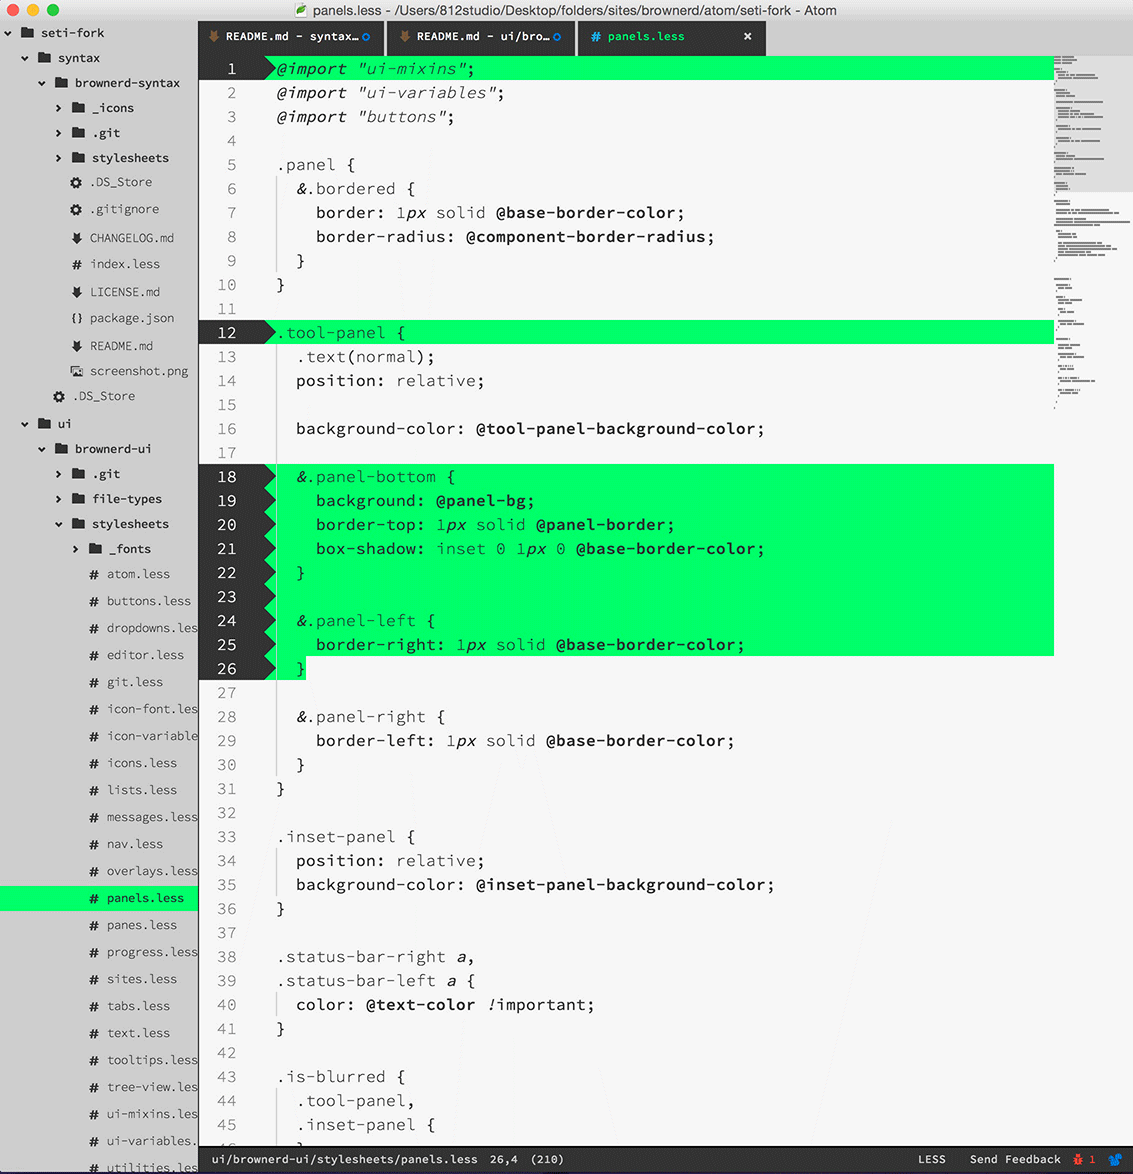 panels.less - /Users/812studio/Desktop/folders/sites/brownerd/atom/seti-fork - Atom
seti-fork
syntax
brownerd-syntax
_icons
.git
stylesheets
.DS_Store
.gitignore
CHANGELOG.md
index.less
LICENSE.md
package.json
README.md
screenshot.png
.DS_Store
ui
brownerd-ui
.git
file-types
stylesheets
_fonts
atom.less
buttons.less
dropdowns.les
editor.less
git.less
icon-font.les
icon-variable
icons.less
lists.less
messages.less
nav.less
overlays.less
panels.less
panes.less
progress.less
sites.less
tabs.less
text.less
tooltips.less
tree-view.les
ui-mixins.les
ui-variables.
utilities.les
README.md - syntax…
README.md - ui/bro…
# panels.less ×
1 @import "ui-mixins";
2 @import "ui-variables";
3 @import "buttons";
4
5 .panel {
6 &.bordered {
7 border: 1px solid @base-border-color;
8 border-radius: @component-border-radius;
9 }
10 }
11
12 .tool-panel {
13 .text(normal);
14 position: relative;
15
16 background-color: @tool-panel-background-color;
17
18 &.panel-bottom {
19 background: @panel-bg;
20 border-top: 1px solid @panel-border;
21 box-shadow: inset 0 1px 0 @base-border-color;
22 }
23
24 &.panel-left {
25 border-right: 1px solid @base-border-color;
26 }
27
28 &.panel-right {
29 border-left: 1px solid @base-border-color;
30 }
31 }
32
33 .inset-panel {
34 position: relative;
35 background-color: @inset-panel-background-color;
36 }
37
38 .status-bar-right a,
39 .status-bar-left a {
40 color: @text-color !important;
41 }
42
43 .is-blurred {
44 .tool-panel,
45 .inset-panel {
ui/brownerd-ui/stylesheets/panels.less 26,4 (210) LESS Send Feedback 1